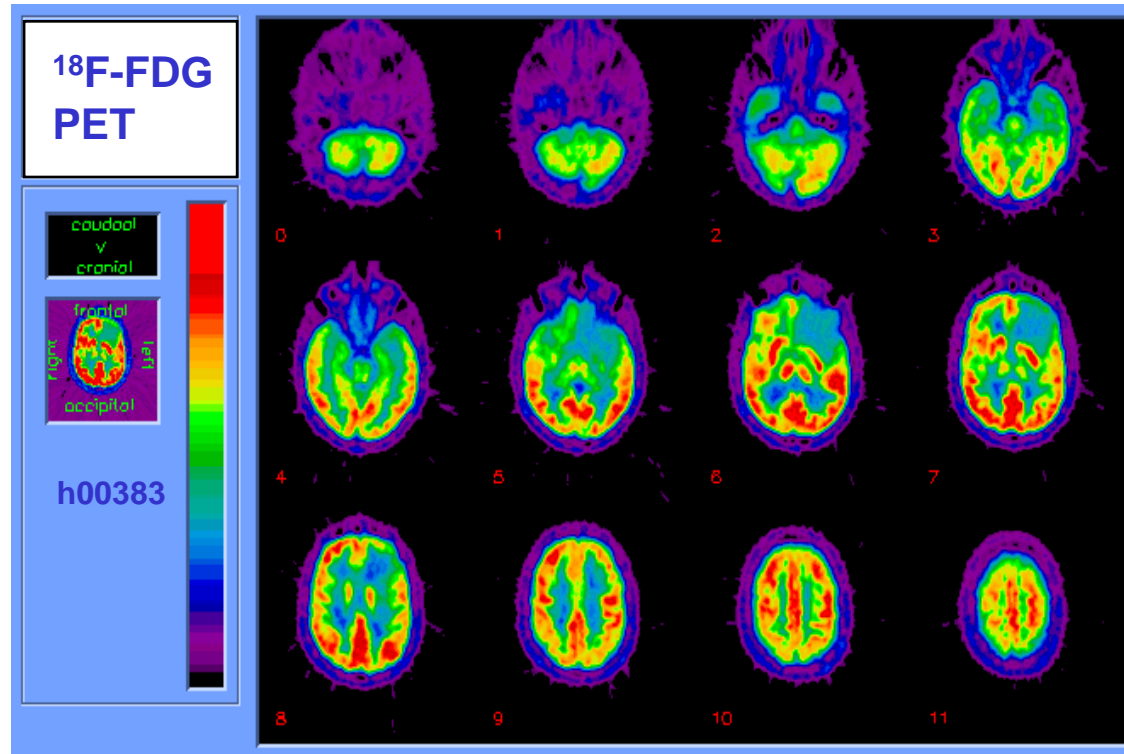 ¹⁸F-FDG
PET
caudaal
v
cranial
frontal
right
left
occipital
h00383
0
1
2
3
4
5
6
7
8
9
10
11